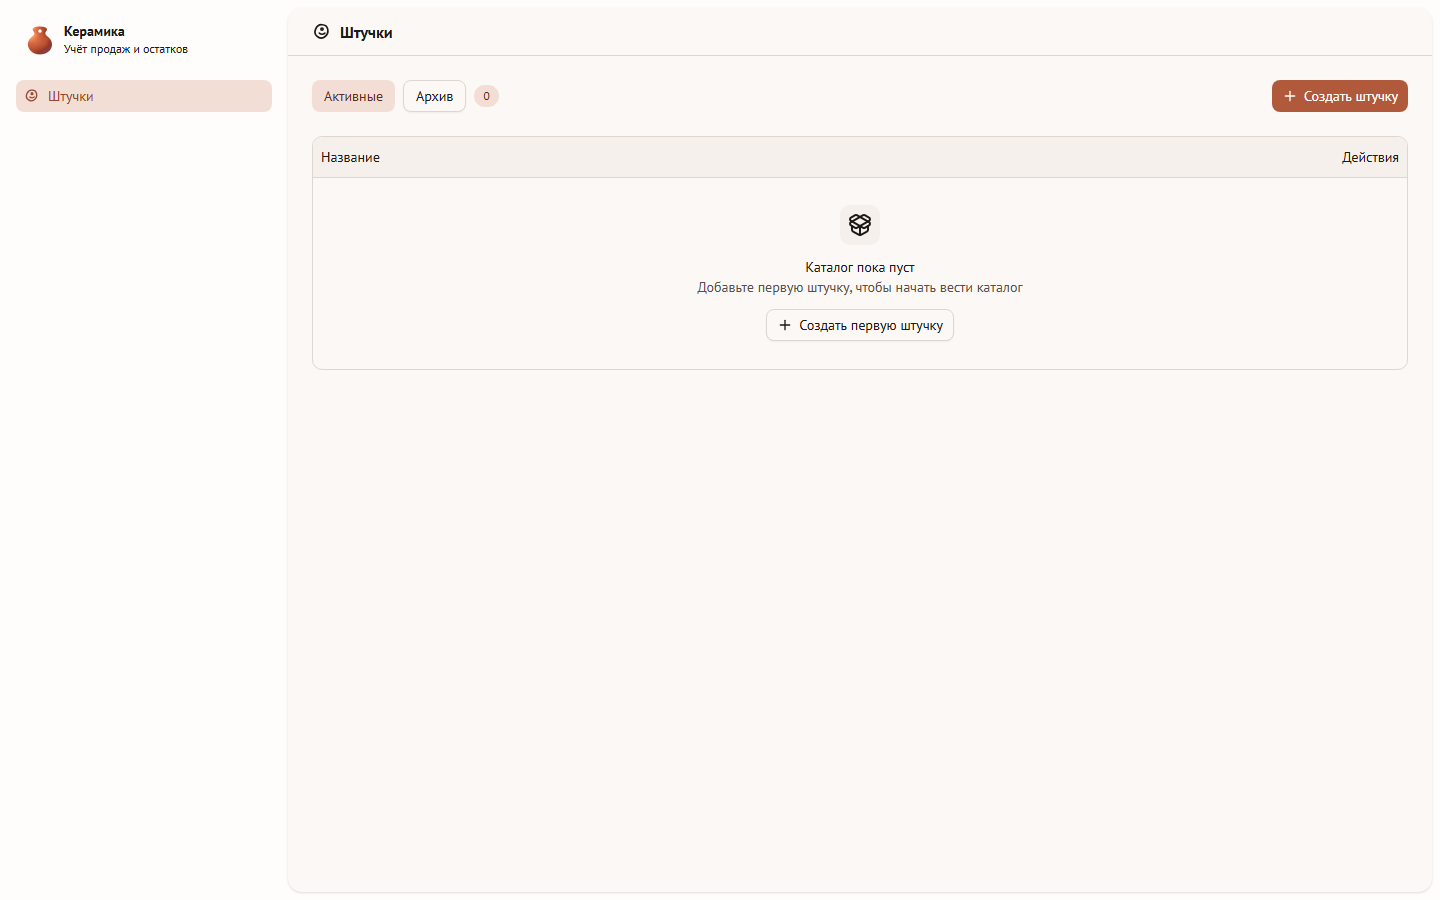 Керамика
Учёт продаж и остатков
Штучки
Штучки
Активные
Архив
0
Создать штучку
Название
Действия
Каталог пока пуст
Добавьте первую штучку, чтобы начать вести каталог
Создать первую штучку